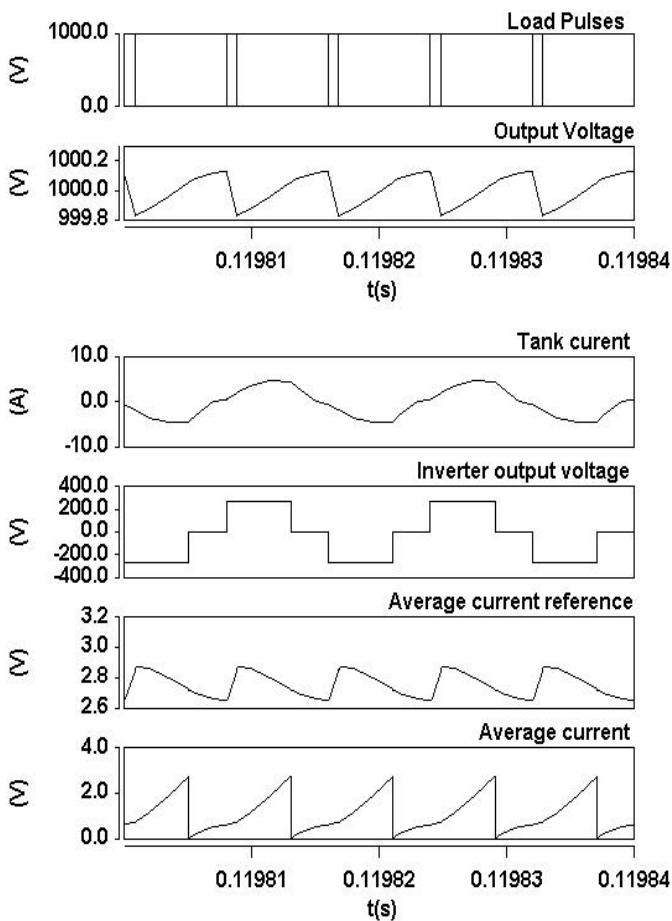 Load Pulses
1000.0
(V)
0.0
Output Voltage
1000.2
(V)
1000.0
999.8
0.11981 0.11982 0.11983 0.11984
t(s)
Tank curent
10.0
(A)
0.0
-10.0
Inverter output voltage
400.0
200.0
(V)
0.0
-200.0
-400.0
Average current reference
3.2
3.0
(V)
2.8
2.6
Average current
4.0
(V)
2.0
0.0
0.11981 0.11982 0.11983 0.11984
t(s)